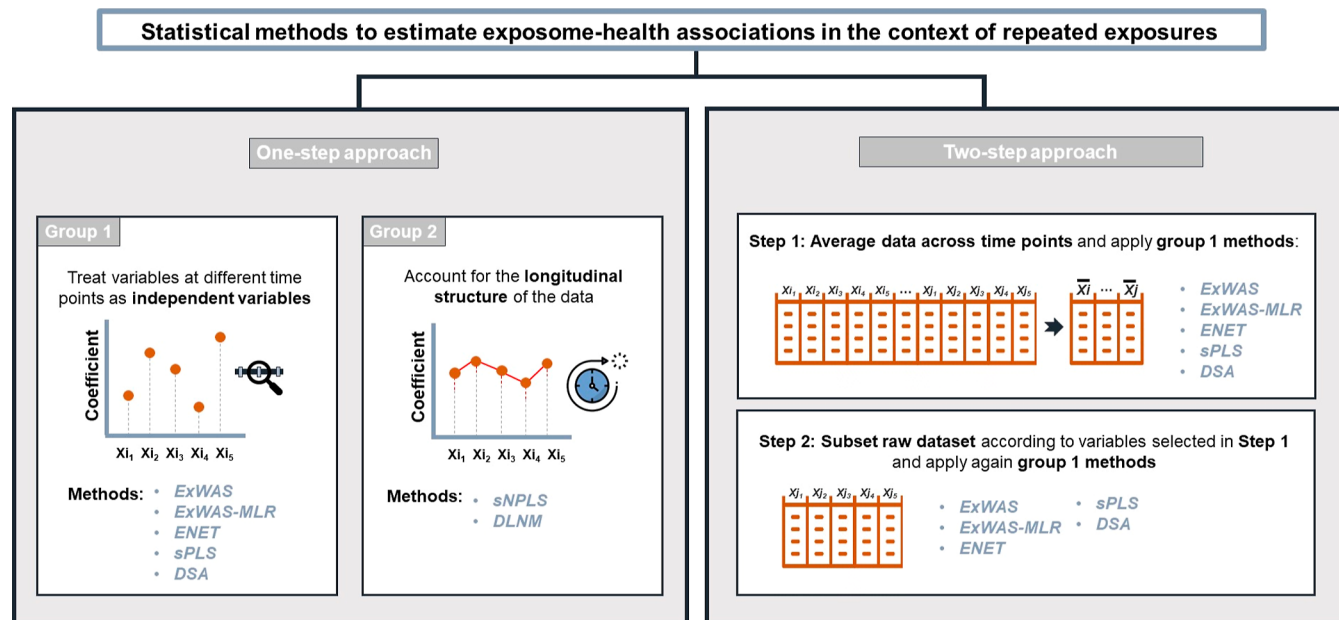 Statistical methods to estimate exposome-health associations in the context of repeated exposures
One-step approach
Group 1
Treat variables at different time
points as independent variables
Coefficient
Xi₁ Xi₂ Xi₃ Xi₄ Xi₅
Methods:
• ExWAS
• ExWAS-MLR
• ENET
• sPLS
• DSA
Group 2
Account for the longitudinal
structure of the data
Coefficient
Xi₁ Xi₂ Xi₃ Xi₄ Xi₅
Methods:
• sNPLS
• DLNM
Two-step approach
Step 1: Average data across time points and apply group 1 methods:
Xi₁ Xi₂ Xi₃ Xi₄ Xi₅ ... Xj₁ Xj₂ Xj₃ Xj₄ Xj₅
X̅i ... X̅j
• ExWAS
• ExWAS-MLR
• ENET
• sPLS
• DSA
Step 2: Subset raw dataset according to variables selected in Step 1
and apply again group 1 methods
Xj₁ Xj₂ Xj₃ Xj₄ Xj₅
• ExWAS
• ExWAS-MLR
• ENET
• sPLS
• DSA